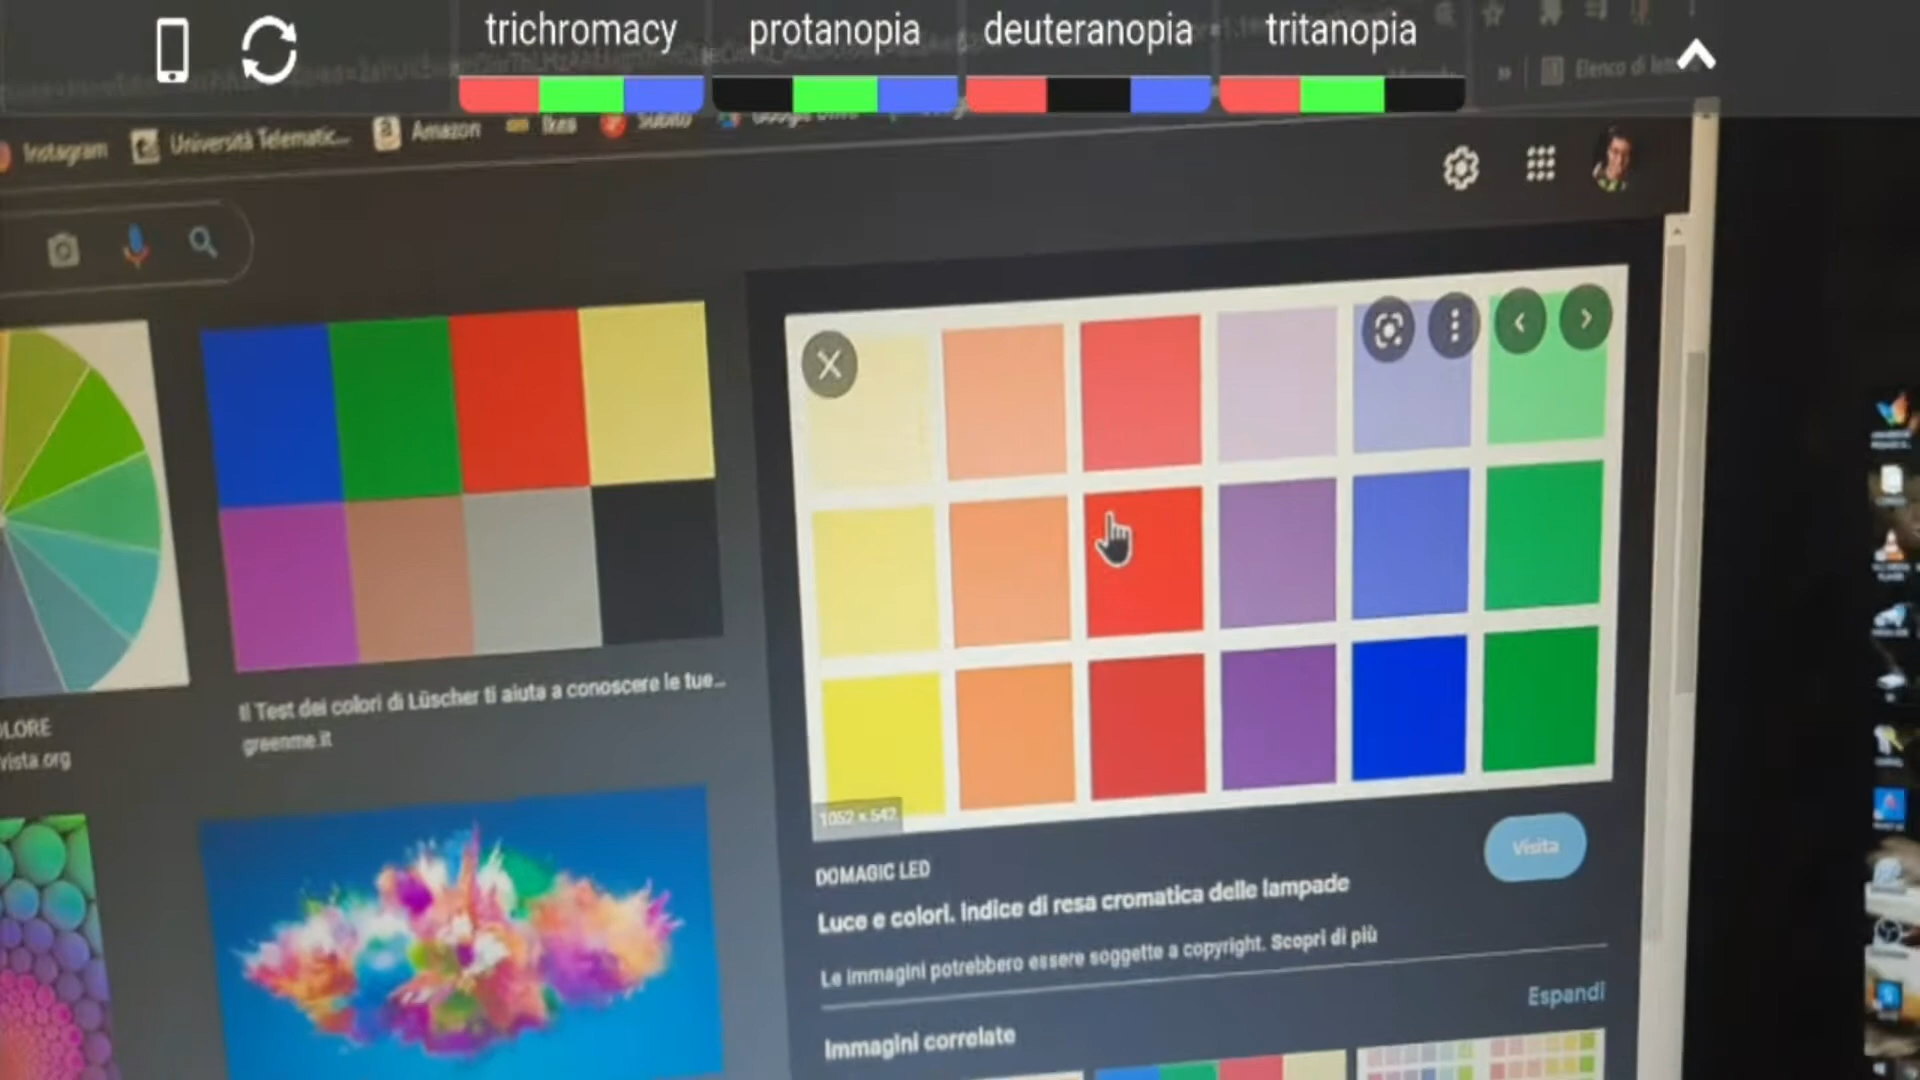 trichromacy protanopia deuteranopia tritanopia
Instagram Università Telematic... Amazon Ikea Subito
Il Test dei colori di Lüscher ti aiuta a conoscere le tue...
greenme.it
LORE
vista.org
1052 × 542
DOMAGIC LED
Visita
Luce e colori. Indice di resa cromatica delle lampade
Le immagini potrebbero essere soggette a copyright. Scopri di più
Espandi
Immagini correlate